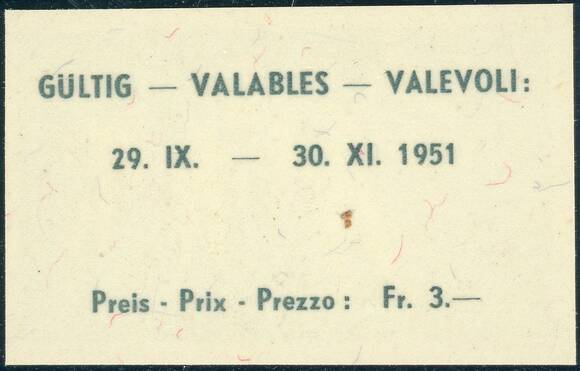 GÜLTIG — VALABLES — VALEVOLI:
29. IX. — 30. XI. 1951
Preis - Prix - Prezzo: Fr. 3.—